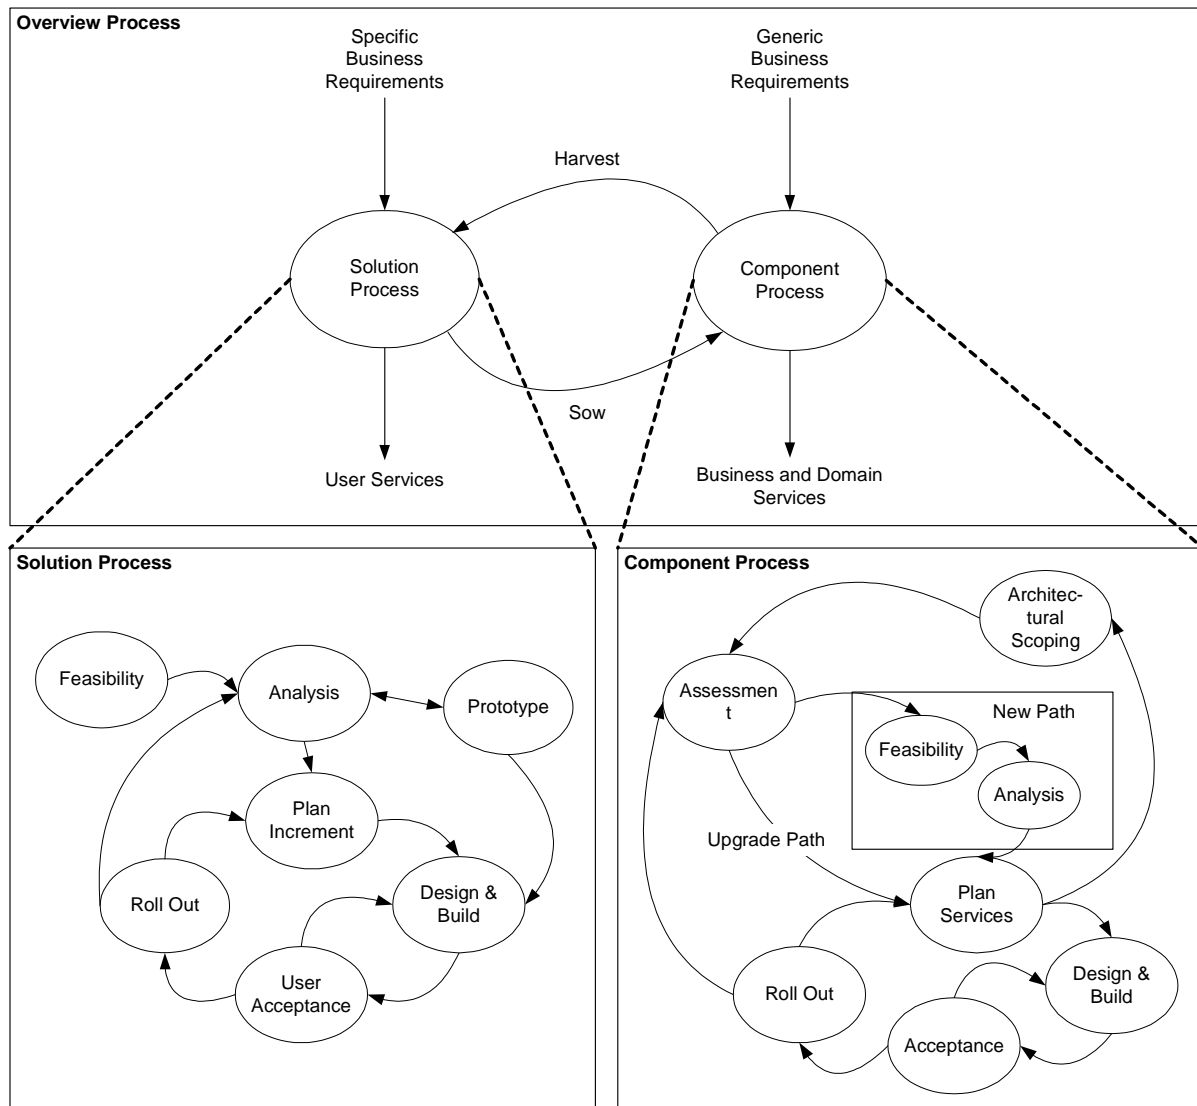 Overview Process
Specific
Business
Requirements
Generic
Business
Requirements
Harvest
Solution
Process
Component
Process
Sow
User Services
Business and Domain
Services
Solution Process
Feasibility
Analysis
Prototype
Plan
Increment
Roll Out
Design &
Build
User
Acceptance
Component Process
Architec-
tural
Scoping
Assessmen
t
New Path
Feasibility
Analysis
Upgrade Path
Plan
Services
Roll Out
Design &
Build
Acceptance